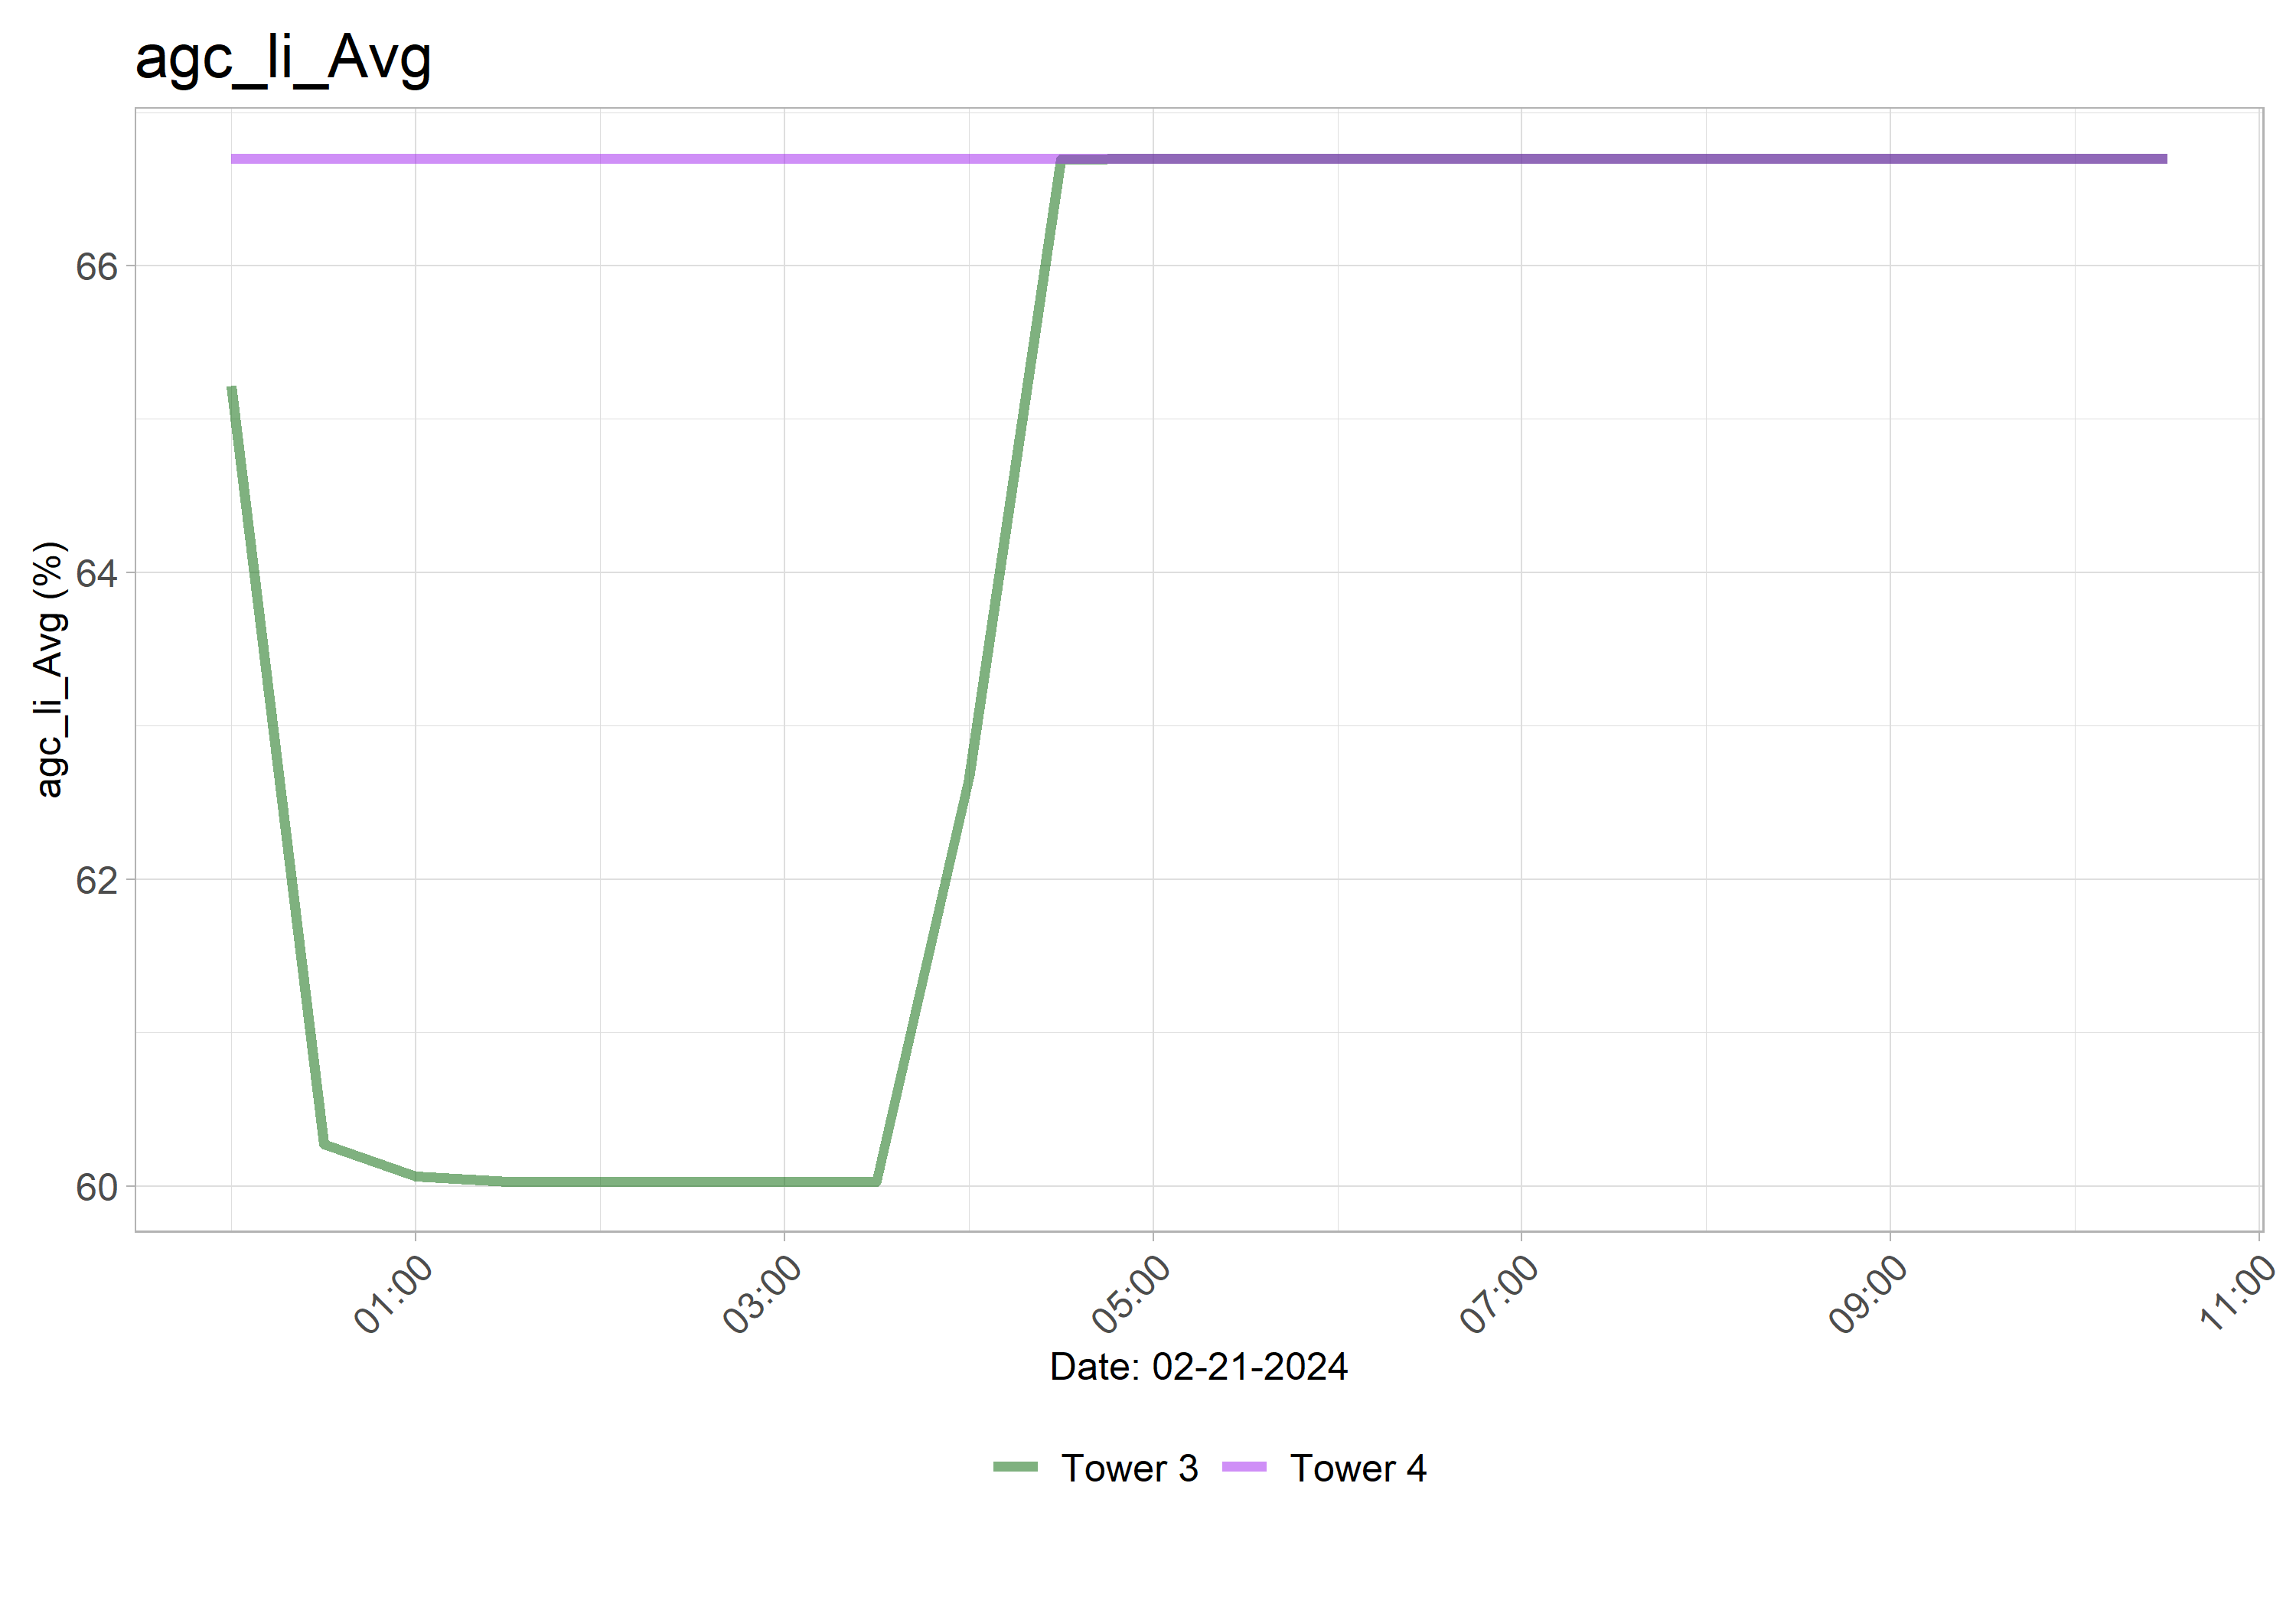 agc_li_Avg
agc_li_Avg (%)
66
64
62
60
01:00 03:00 05:00 07:00 09:00 11:00
Date: 02-21-2024
Tower 3 Tower 4